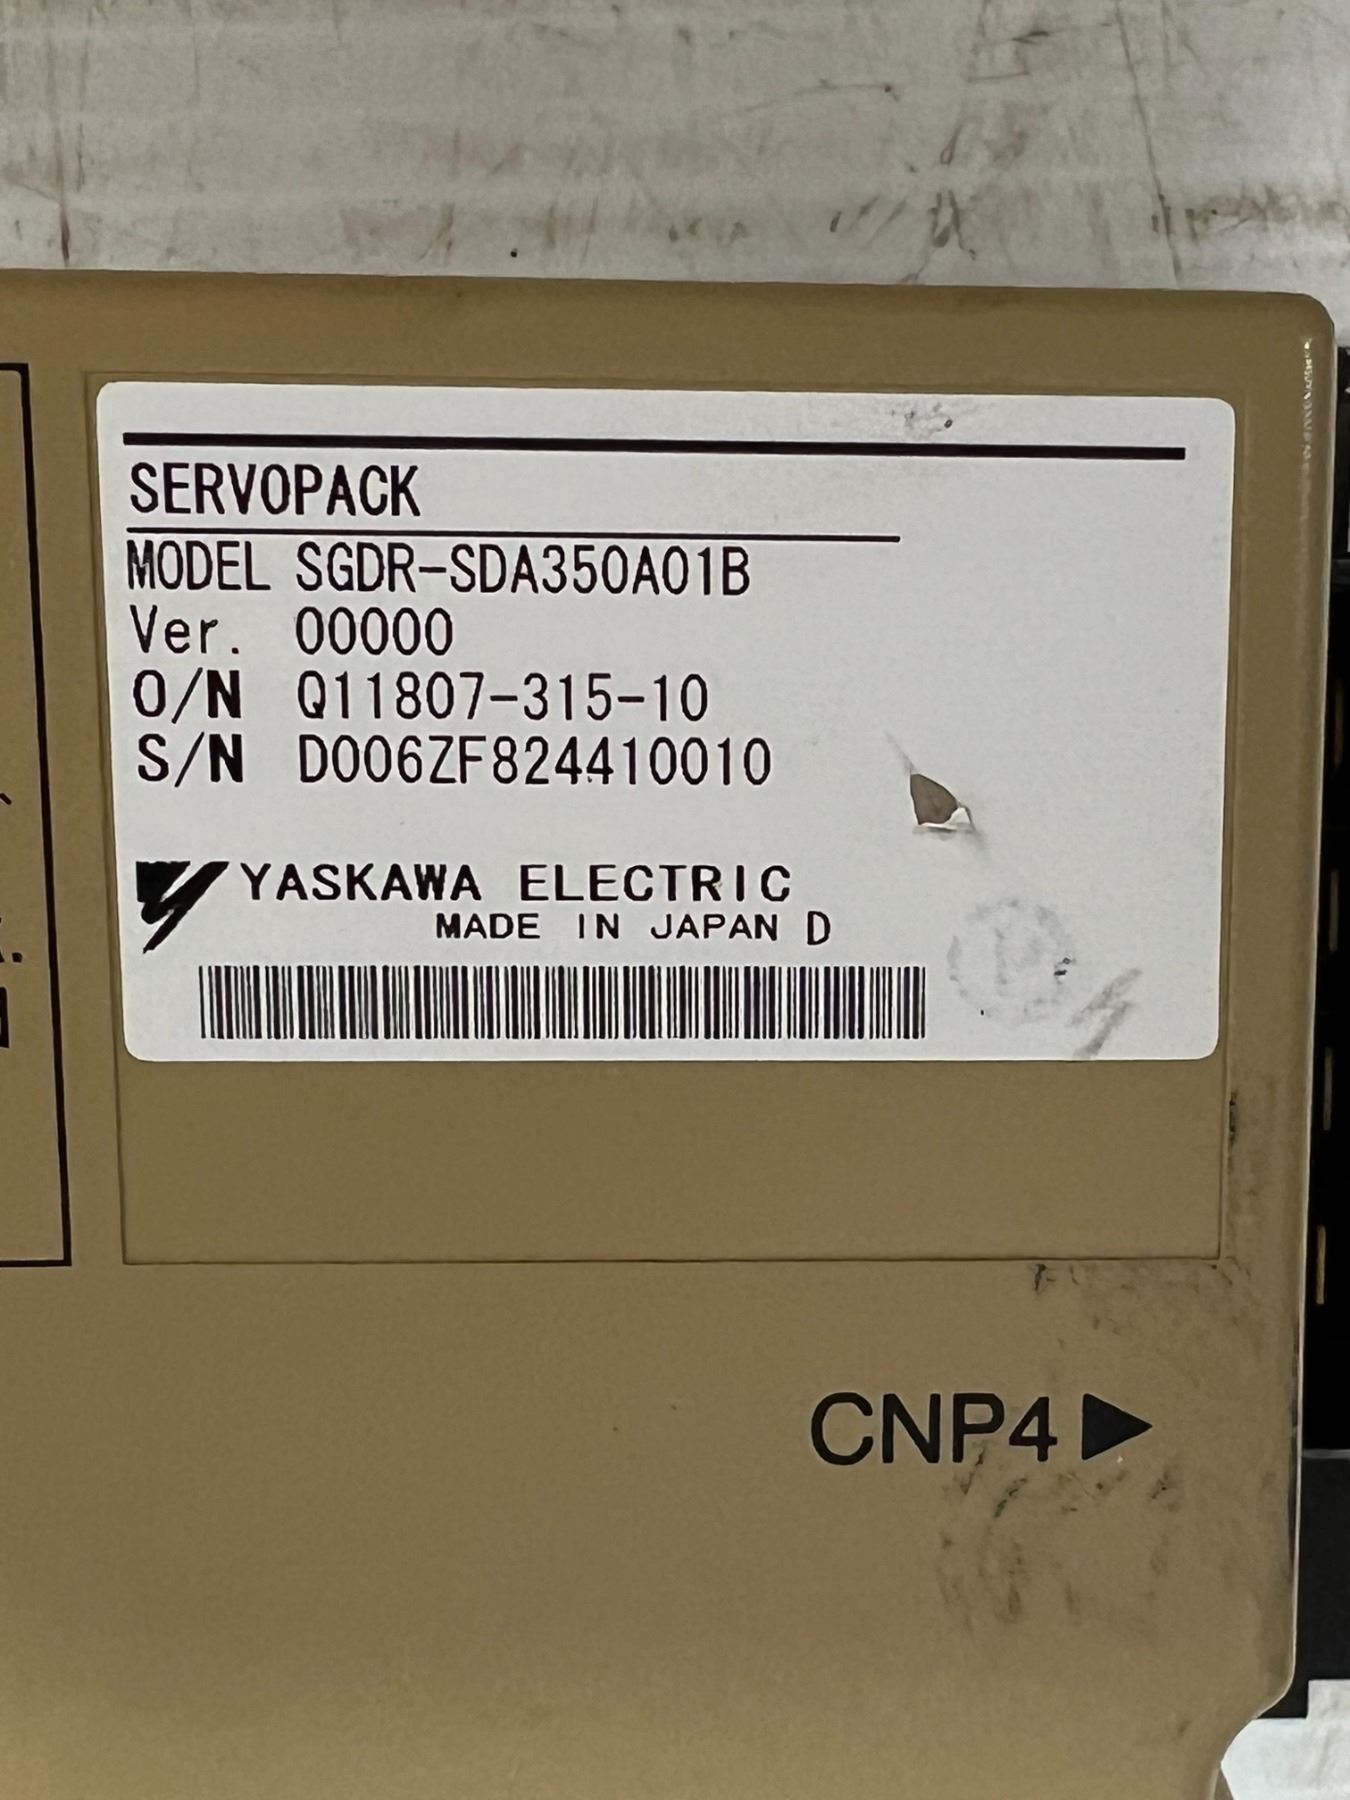 SERVOPACK
MODEL SGDR-SDA350A01B
Ver. 00000
O/N Q11807-315-10
S/N D006ZF824410010
YASKAWA ELECTRIC
MADE IN JAPAN D
CNP4▶